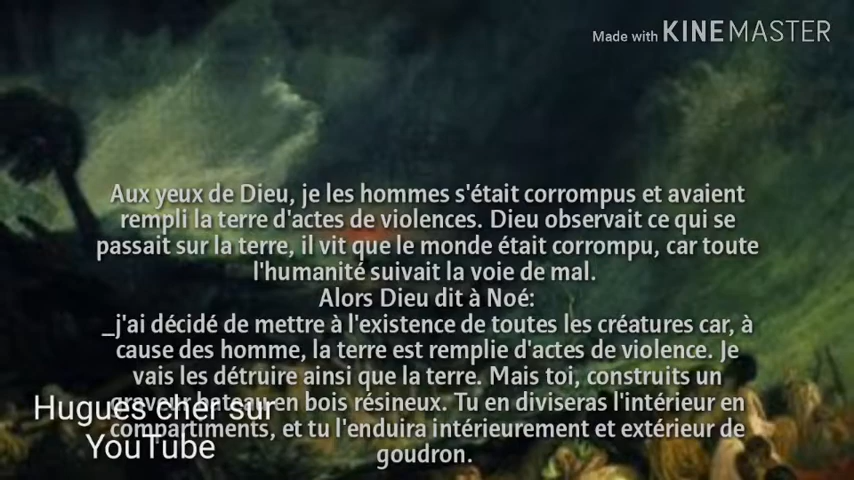 Made with KINEMASTER
Aux yeux de Dieu, je les hommes s'était corrompus et avaient
rempli la terre d'actes de violences. Dieu observait ce qui se
passait sur la terre, il vit que le monde était corrompu, car toute
l'humanité suivait la voie de mal.
Alors Dieu dit à Noé:
_j'ai décidé de mettre à l'existence de toutes les créatures car, à
cause des homme, la terre est remplie d'actes de violence. Je
vais les détruire ainsi que la terre. Mais toi, construits un
bateau en bois résineux. Tu en diviseras l'intérieur en
compartiments, et tu l'enduira intérieurement et extérieur de
goudron.
Hugues cher sur
YouTube